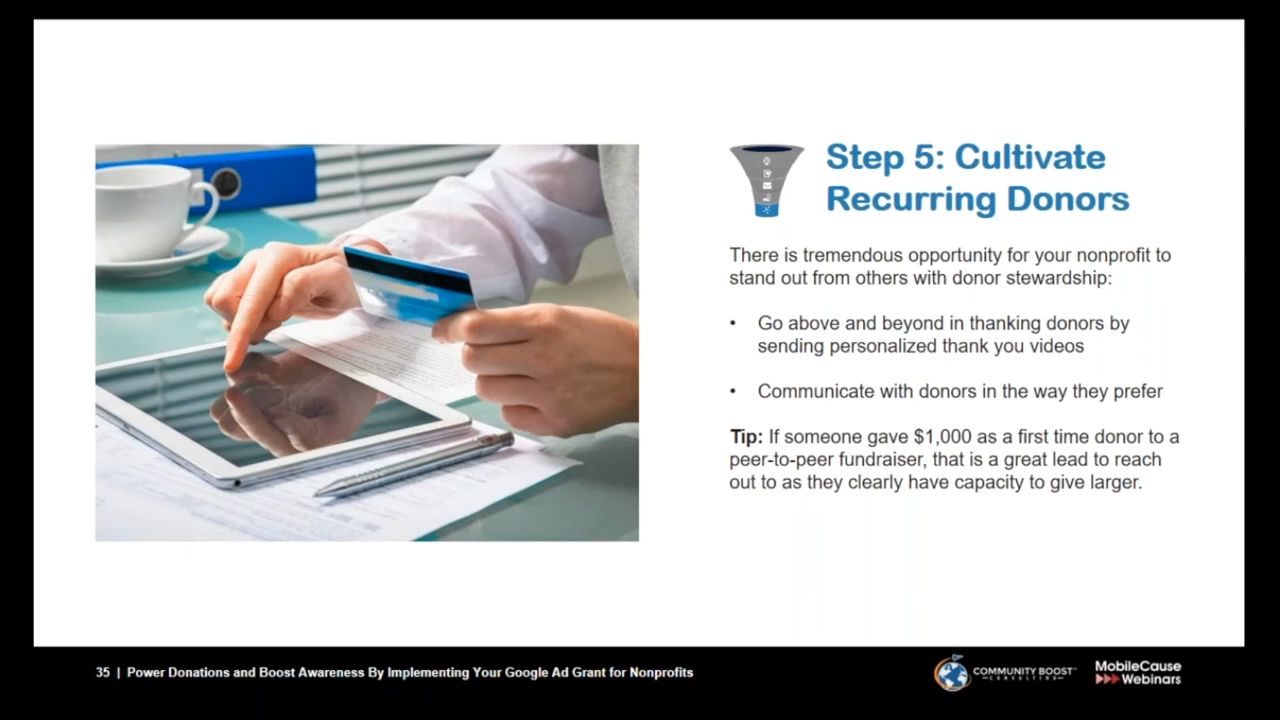 Step 5: Cultivate
Recurring Donors
There is tremendous opportunity for your nonprofit to
stand out from others with donor stewardship:
• Go above and beyond in thanking donors by
sending personalized thank you videos
• Communicate with donors in the way they prefer
Tip: If someone gave $1,000 as a first time donor to a
peer-to-peer fundraiser, that is a great lead to reach
out to as they clearly have capacity to give larger.
35 | Power Donations and Boost Awareness By Implementing Your Google Ad Grant for Nonprofits
COMMUNITY BOOST
CONSULTING
MobileCause
Webinars